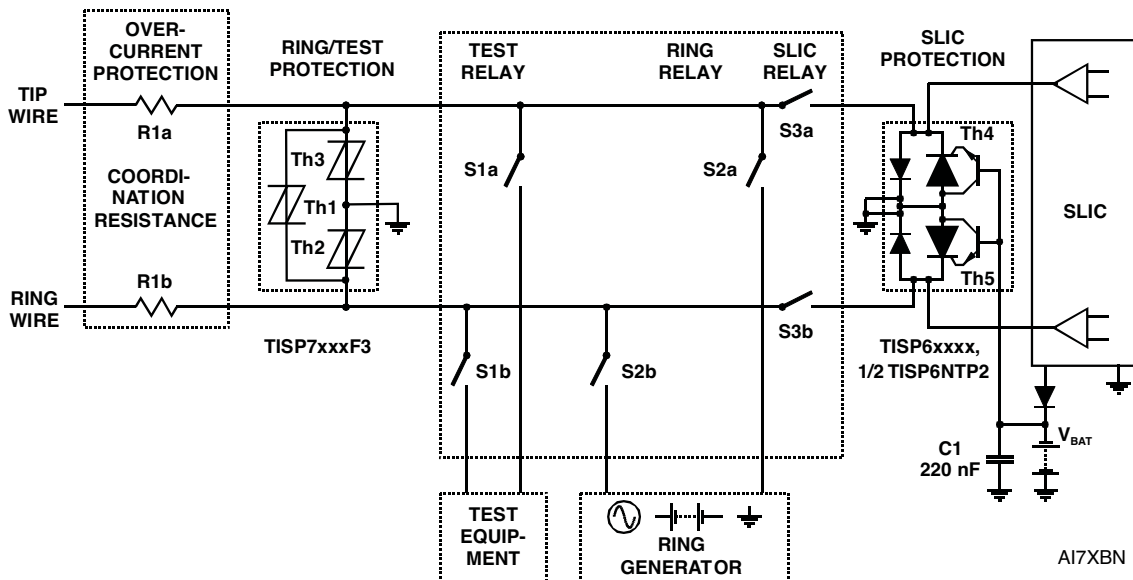 OVER-
CURRENT
PROTECTION
RING/TEST
PROTECTION
TEST
RELAY
RING
RELAY
SLIC
RELAY
SLIC
PROTECTION
TIP
WIRE
R1a
Th3
Th1
Th2
COORDI-
NATION
RESISTANCE
S1a
S2a
S3a
Th4
Th5
SLIC
RING
WIRE
R1b
TISP7xxxF3
S1b
S2b
S3b
TISP6xxxx,
1/2 TISP6NTP2
C1
220 nF
VBAT
TEST
EQUIP-
MENT
RING
GENERATOR
AI7XBN